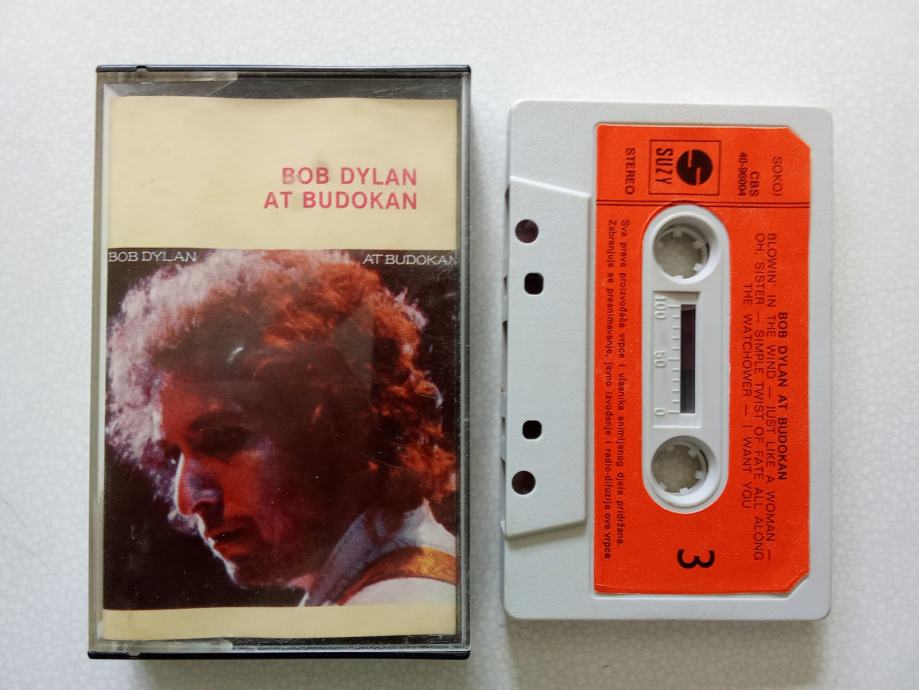 BOB DYLAN
AT BUDOKAN
BOB DYLAN
AT BUDOKAN
SOKOJ
CBS
40-96004
SUZY
STEREO
BOB DYLAN AT BUDOKAN
BLOWIN' IN THE WIND — JUST LIKE A WOMAN —
OH, SISTER — SIMPLE TWIST OF FATE ALL ALONG
THE WATCHOWER — I WANT YOU
100 50 0
3
Sva prava proizvođača vrpce i vlasnika snimljenog djela pridržana.
Zabranjuje se presnimavanje, javno izvođenje i radio-difuzija ove vrpce